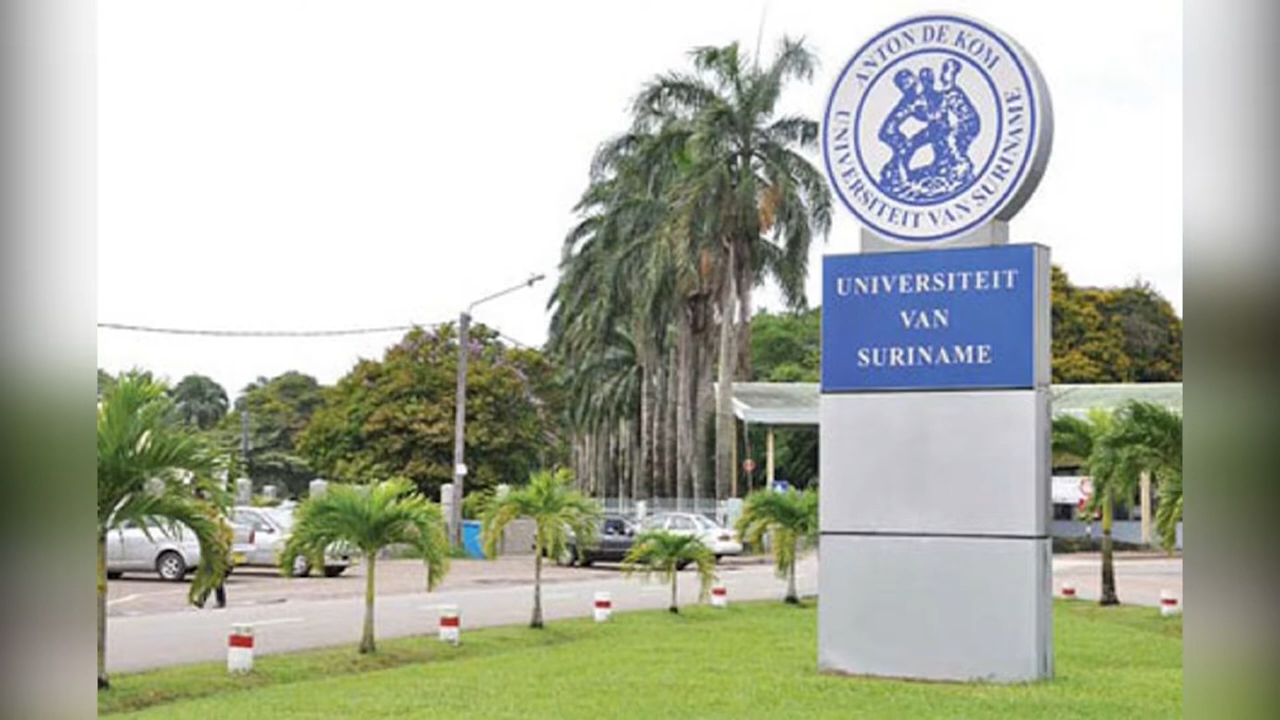 ANTON DE KOM
UNIVERSITEIT VAN SURINAME
UNIVERSITEIT
VAN
SURINAME